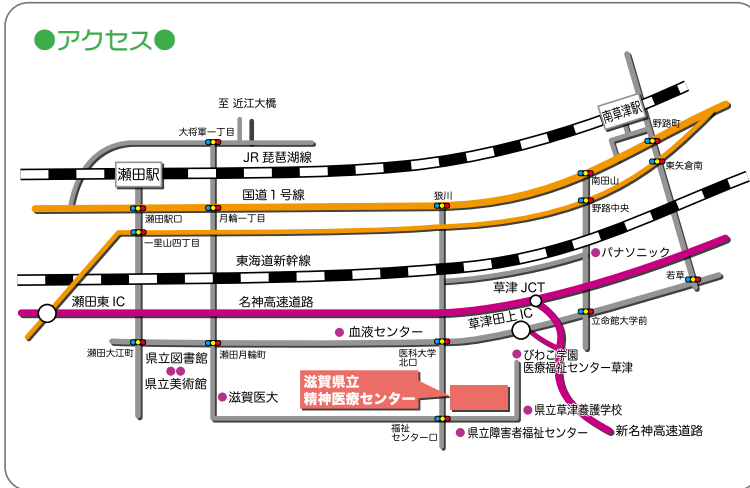 ●アクセス●
至 近江大橋
大将軍一丁目
JR 琵琶湖線
南草津駅
野路町
東矢倉南
瀬田駅
国道1号線
狼川
南田山
瀬田駅口
月輪一丁目
野路中央
一里山四丁目
東海道新幹線
パナソニック
若草
瀬田東 IC
名神高速道路
草津 JCT
草津田上 IC
立命館大学前
血液センター
瀬田大江町
県立図書館
県立美術館
瀬田月輪町
医科大学
北口
びわこ学園
医療福祉センター草津
滋賀医大
滋賀県立
精神医療センター
県立草津養護学校
福祉
センター口
県立障害者福祉センター
新名神高速道路